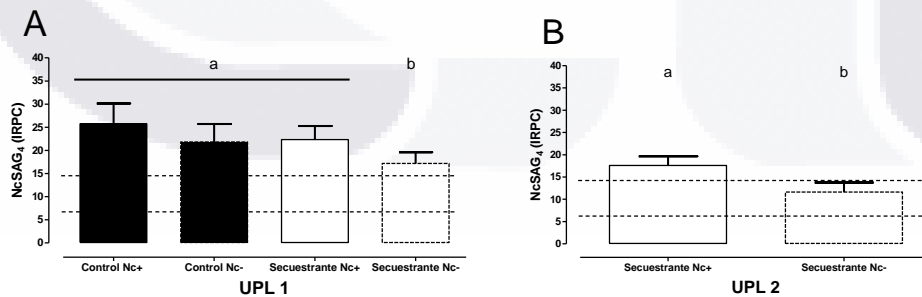 A
NcSAG4 (IRPC)
40
35
30
25
20
15
10
5
0
a
b
Control Nc+
Control Nc-
Secuestrante Nc+
Secuestrante Nc-
UPL 1
B
NcSAG4 (IRPC)
40
35
30
25
20
15
10
5
0
a
b
Secuestrante Nc+
Secuestrante Nc-
UPL 2